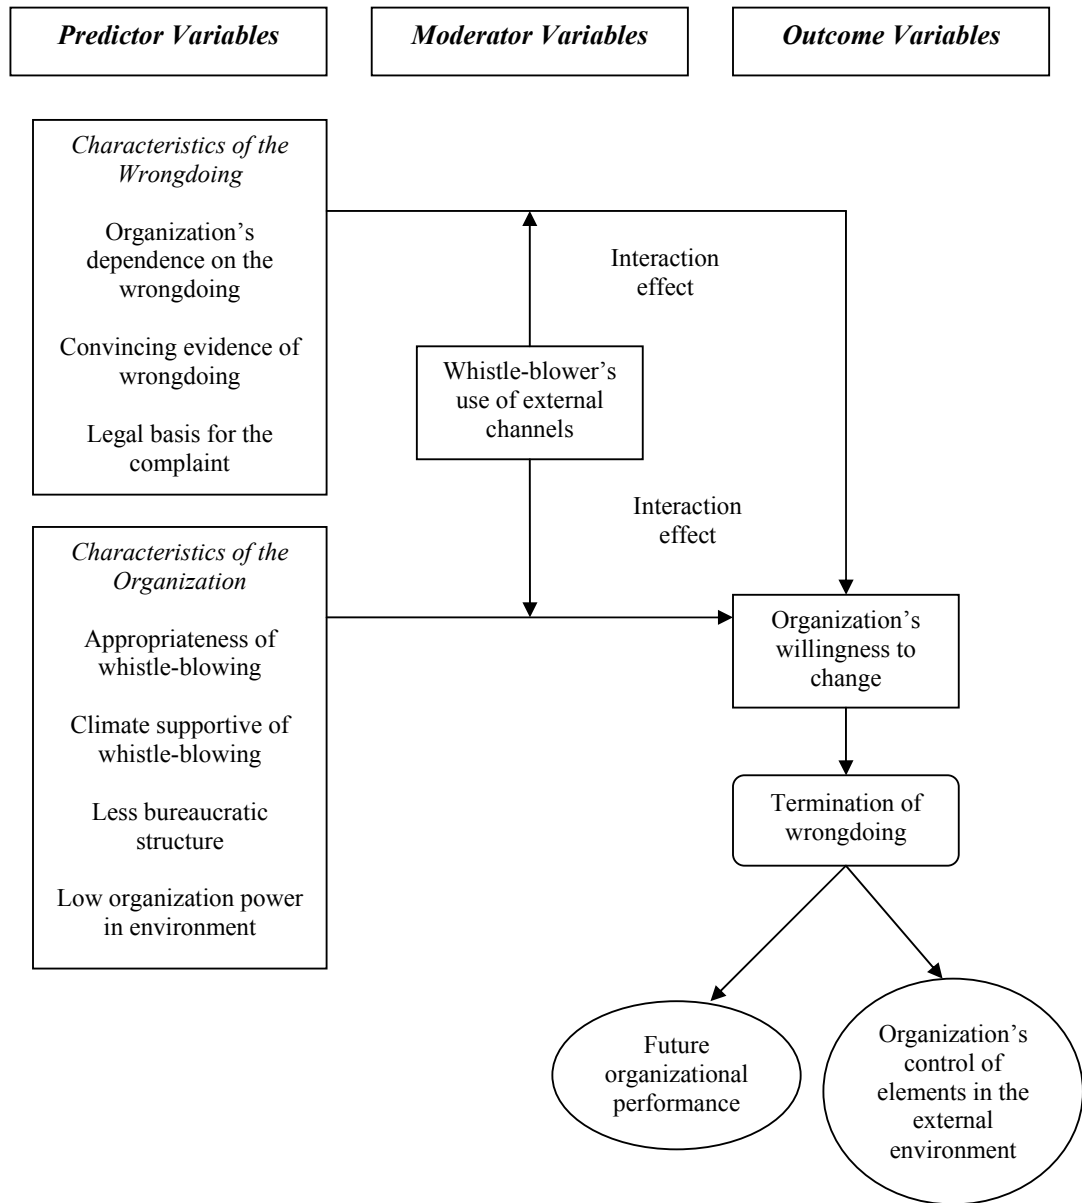 Predictor Variables
Moderator Variables
Outcome Variables
Characteristics of the
Wrongdoing
Organization’s
dependence on the
wrongdoing
Convincing evidence of
wrongdoing
Legal basis for the
complaint
Interaction
effect
Whistle-blower’s
use of external
channels
Interaction
effect
Characteristics of the
Organization
Appropriateness of
whistle-blowing
Climate supportive of
whistle-blowing
Less bureaucratic
structure
Low organization power
in environment
Organization’s
willingness to
change
Termination of
wrongdoing
Future
organizational
performance
Organization’s
control of
elements in the
external
environment